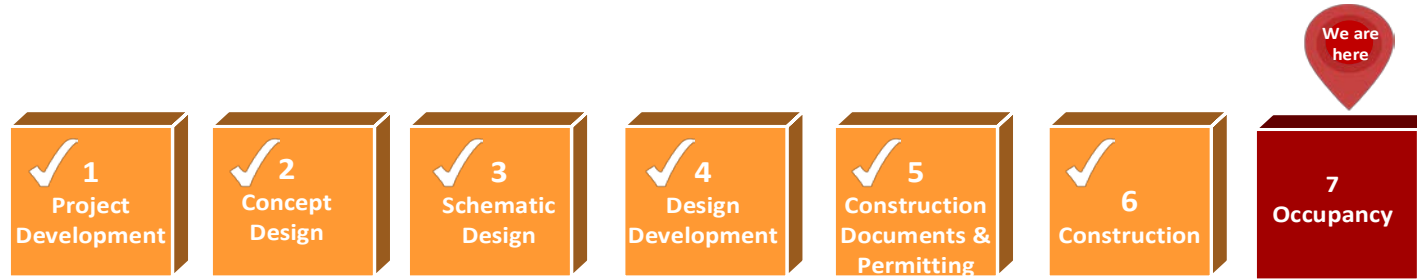 We are
here
1
Project
Development
2
Concept
Design
3
Schematic
Design
4
Design
Development
5
Construction
Documents &
Permitting
6
Construction
7
Occupancy